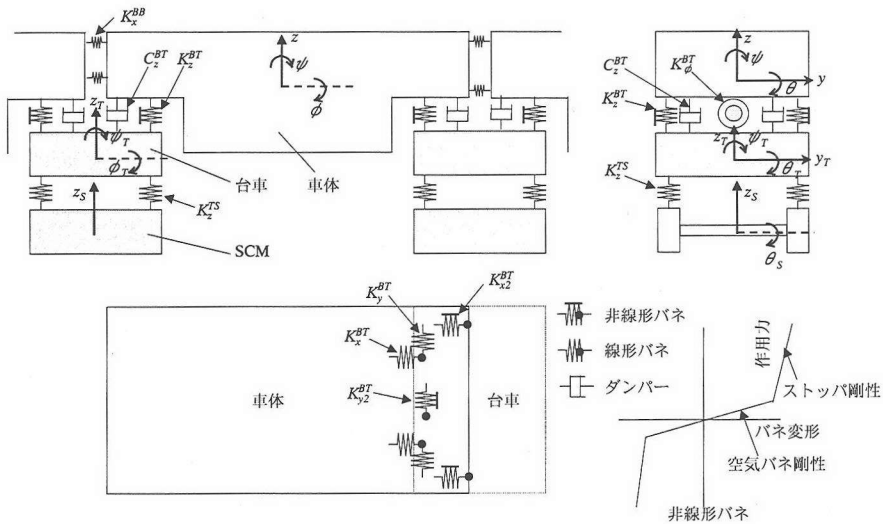 K_x^{BB}
C_z^{BT}
K_z^{BT}
z
ψ
φ
z_T
ψ_T
φ_T
台車
車体
z_S
K_z^{TS}
SCM
C_z^{BT}
K_φ^{BT}
z
ψ
y
θ
K_z^{BT}
z_T
ψ_T
y_T
θ_T
K_z^{TS}
z_S
θ_S
K_y^{BT}
K_{x2}^{BT}
K_x^{BT}
K_{y2}^{BT}
車体
台車
非線形バネ
線形バネ
ダンパー
作用力
ストッパ剛性
バネ変形
空気バネ剛性
非線形バネ